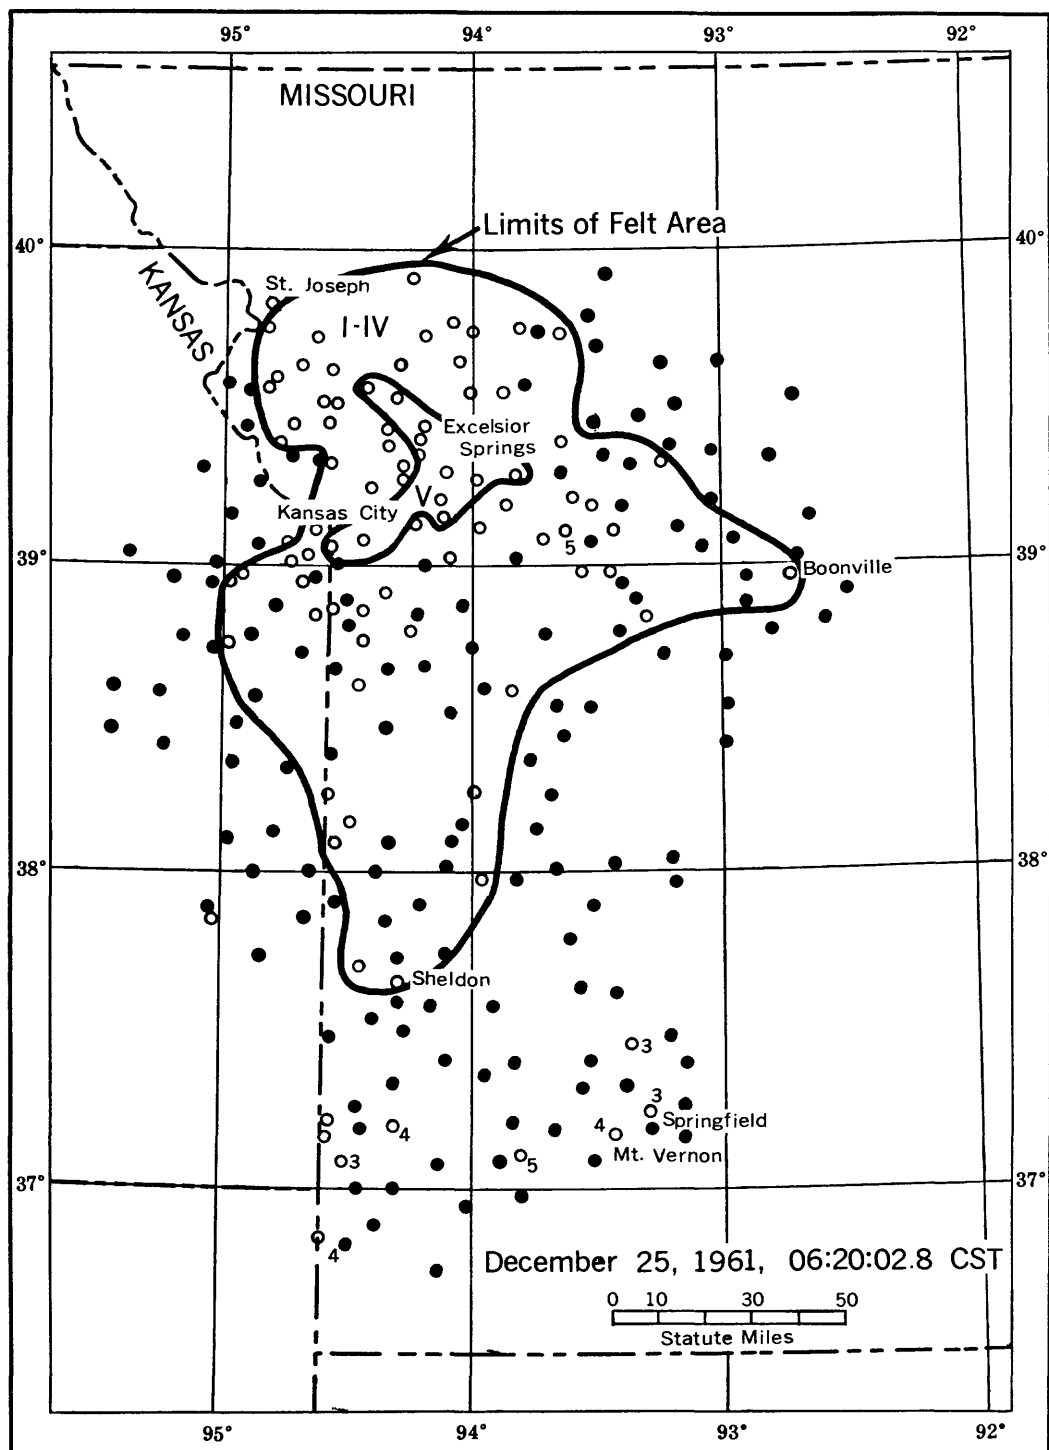 95° 94° 93° 92°
MISSOURI
Limits of Felt Area
40° 40°
KANSAS
St. Joseph
I-IV
Excelsior
Springs
V
Kansas City
5
39° 39°
Boonville
38° 38°
Sheldon
3
3
4 4 Springfield
3 5 Mt. Vernon
37° 37°
4
December 25, 1961, 06:20:02.8 CST
0 10 30 50
Statute Miles
95° 94° 93° 92°